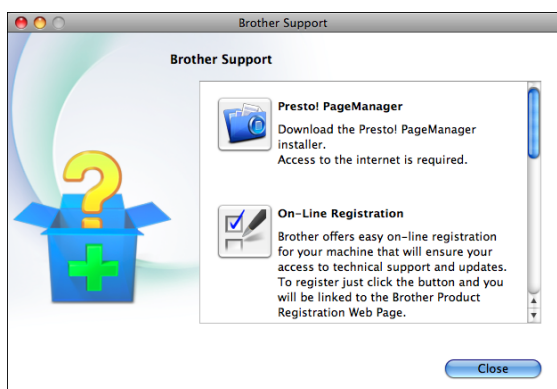 Brother Support
Brother Support
Presto! PageManager
Download the Presto! PageManager
installer.
Access to the internet is required.
On-Line Registration
Brother offers easy on-line registration
for your machine that will ensure your
access to technical support and updates.
To register just click the button and you
will be linked to the Brother Product
Registration Web Page.
Close